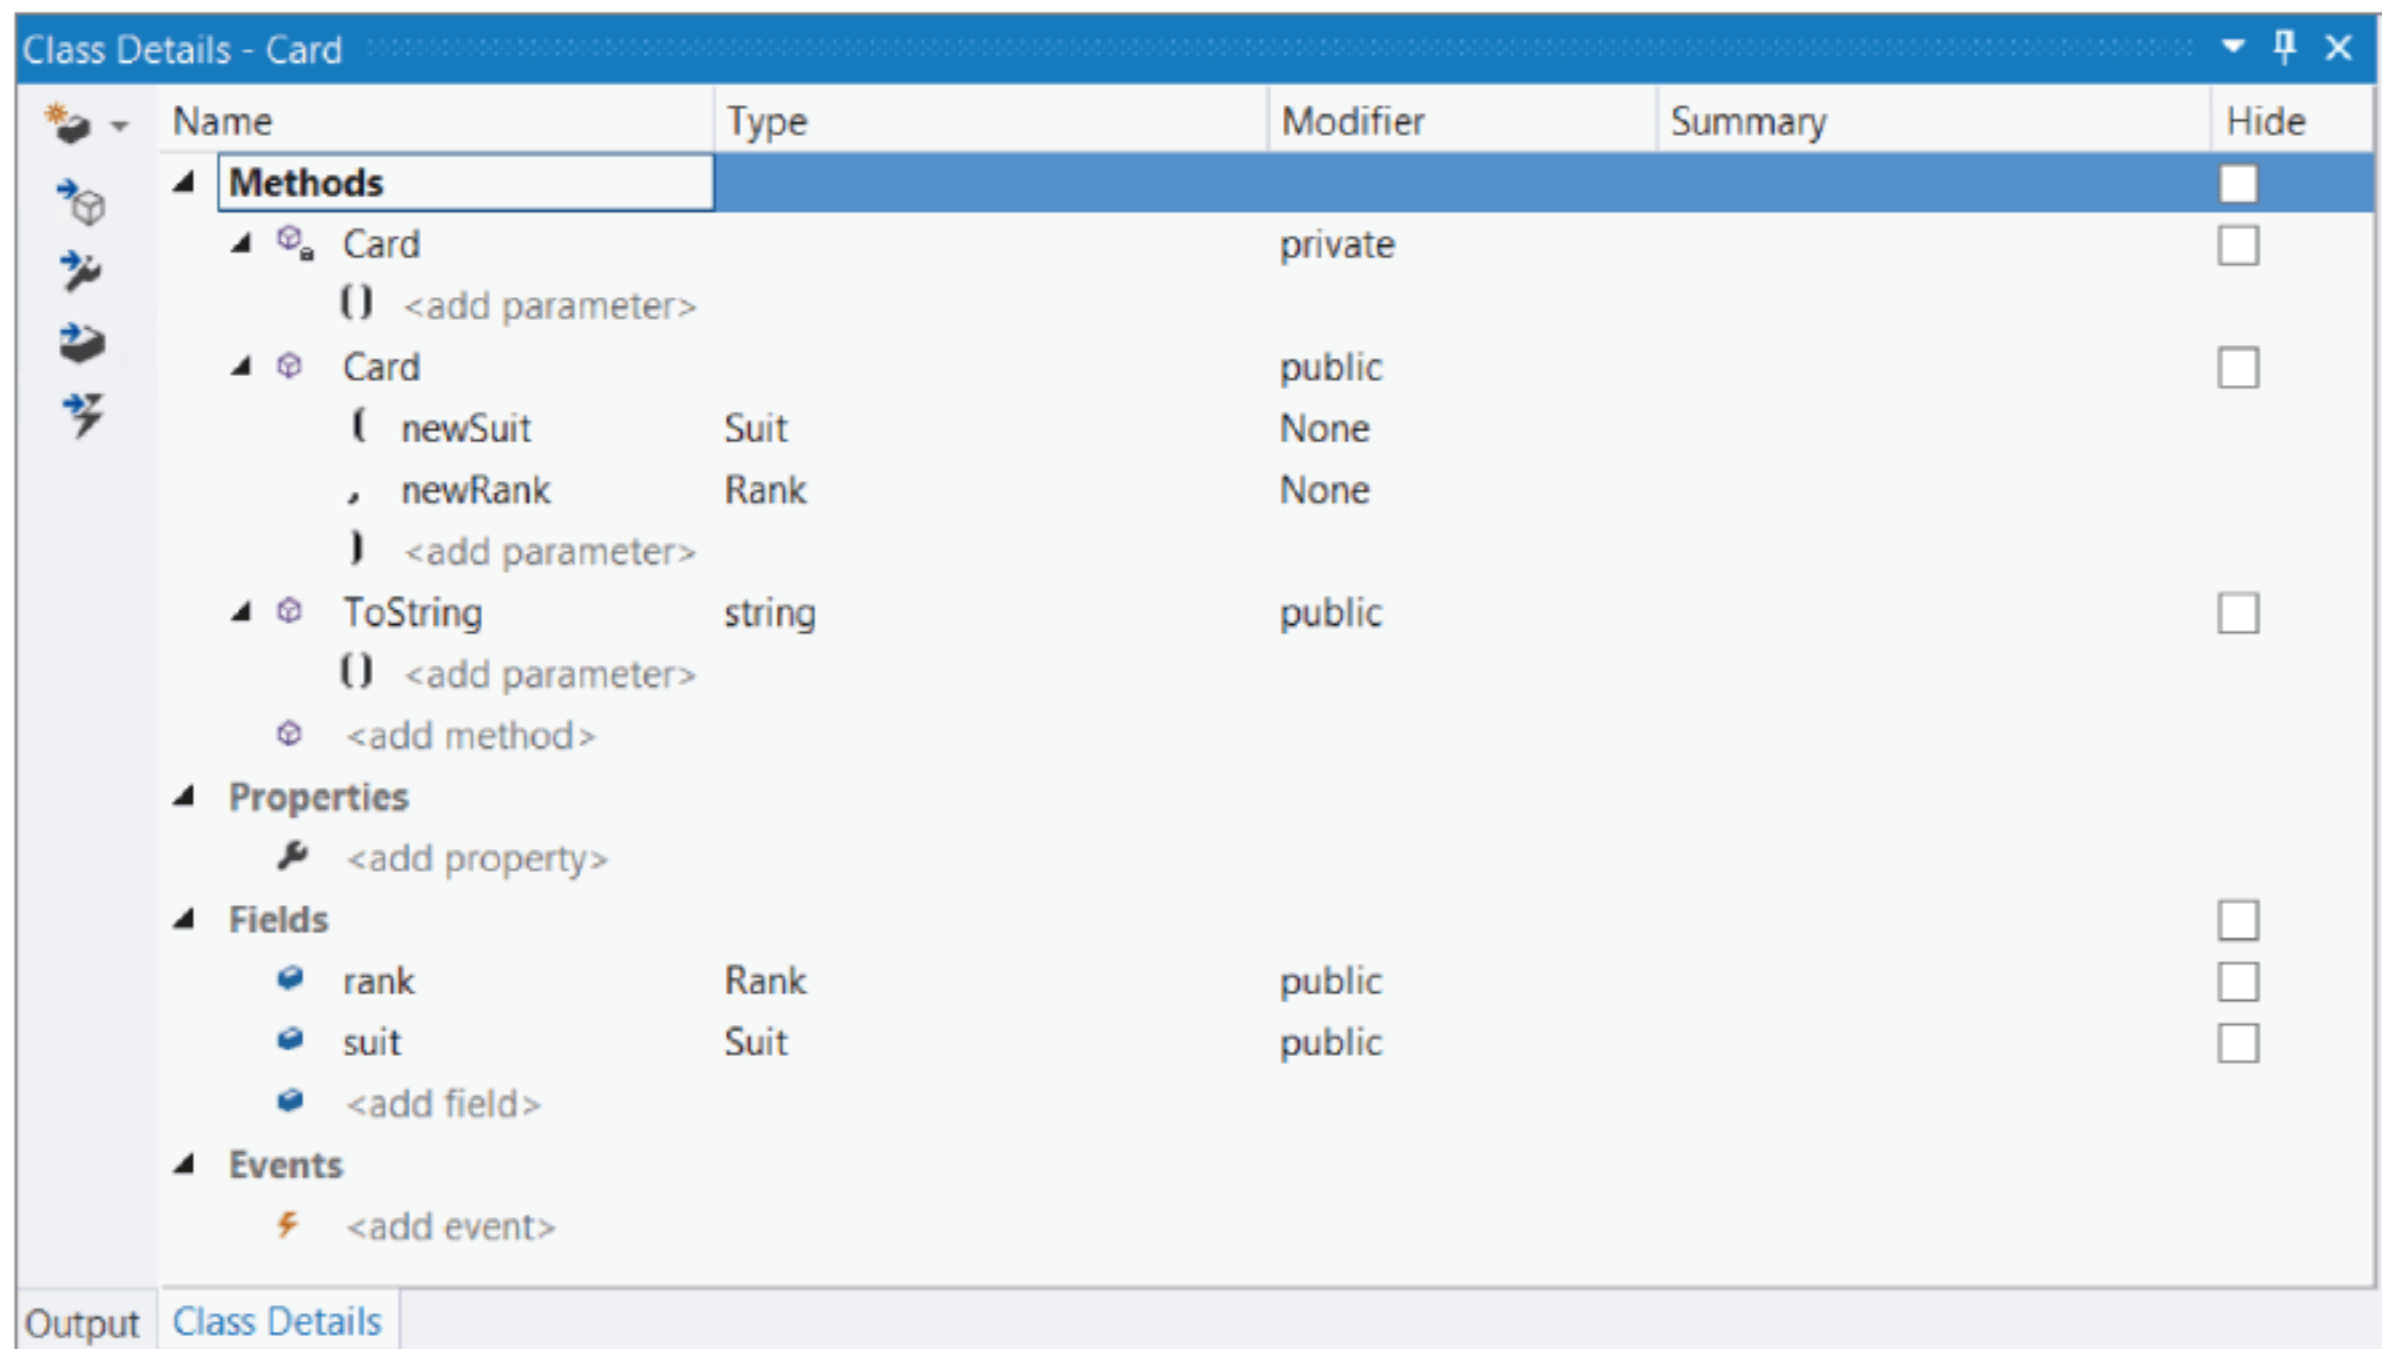 Class Details - Card
Name Type Modifier Summary Hide
Methods
Card private
() <add parameter>
Card public
( newSuit Suit None
, newRank Rank None
) <add parameter>
ToString string public
() <add parameter>
<add method>
Properties
<add property>
Fields
rank Rank public
suit Suit public
<add field>
Events
<add event>
Output Class Details